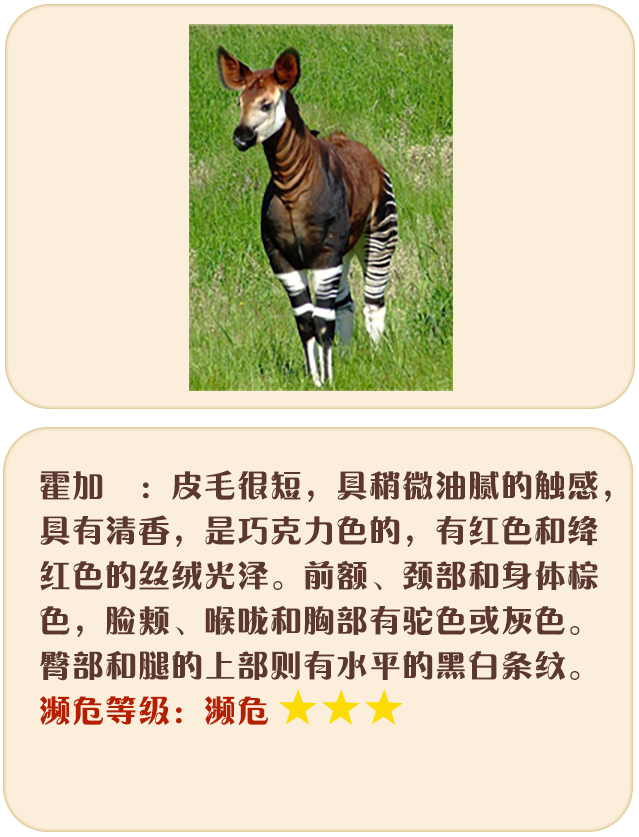 霍加　：皮毛很短，具稍微油腻的触感，
具有清香，是巧克力色的，有红色和绛
红色的丝绒光泽。前额、颈部和身体棕
色，脸颊、喉咙和胸部有驼色或灰色。
臀部和腿的上部则有水平的黑白条纹。
濒危等级：濒危